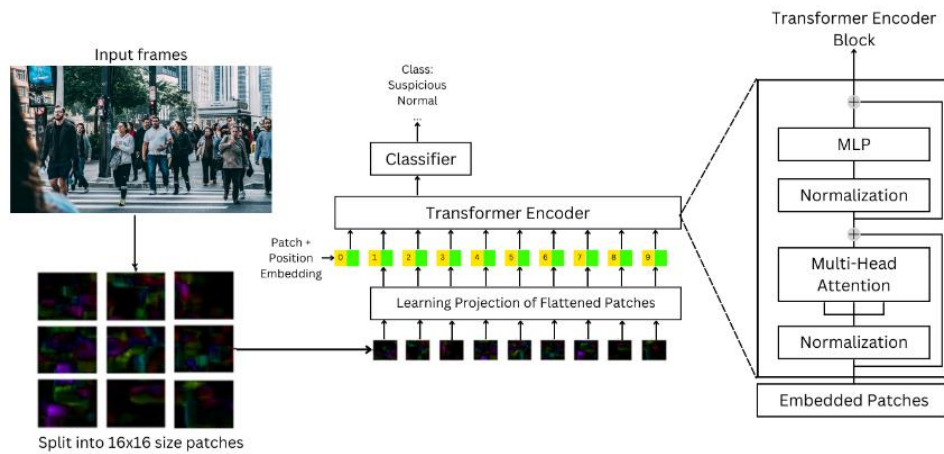 Input frames
Split into 16x16 size patches
Class:
Suspicious
Normal
...
Classifier
Transformer Encoder
Patch +
Position
Embedding
0 1 2 3 4 5 6 7 8 9
Learning Projection of Flattened Patches
Transformer Encoder
Block
+
MLP
Normalization
+
Multi-Head
Attention
Normalization
Embedded Patches